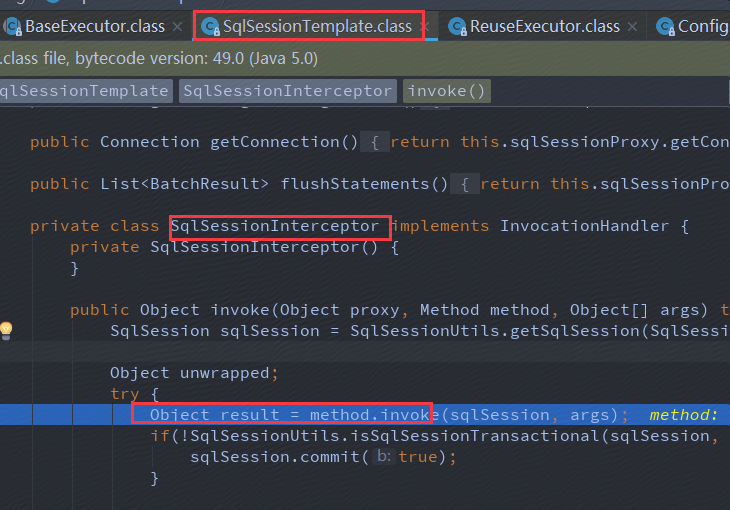 BaseExecutor.class × SqlSessionTemplate.class × ReuseExecutor.class × Config
.class file, bytecode version: 49.0 (Java 5.0)
qlSessionTemplate SqlSessionInterceptor invoke()
public Connection getConnection() { return this.sqlSessionProxy.getCon
public List<BatchResult> flushStatements() { return this.sqlSessionPro
private class SqlSessionInterceptor implements InvocationHandler {
private SqlSessionInterceptor() {
}
public Object invoke(Object proxy, Method method, Object[] args) t
SqlSession sqlSession = SqlSessionUtils.getSqlSession(SqlSessi
Object unwrapped;
try {
Object result = method.invoke(sqlSession, args); method:
if(!SqlSessionUtils.isSqlSessionTransactional(sqlSession,
sqlSession.commit( b: true);
}